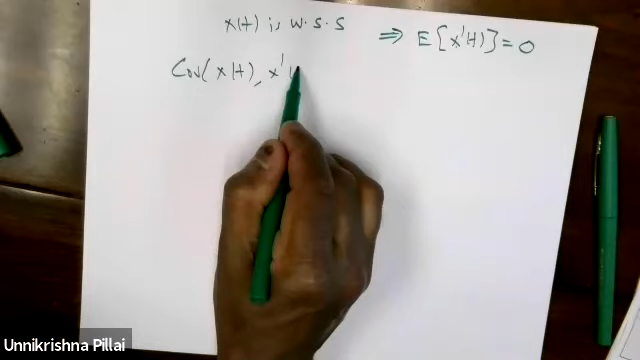 x(t) is W.S.S ⇒ E[x'(t)] = 0
Cov(x(t), x'(
Unnikrishna Pillai